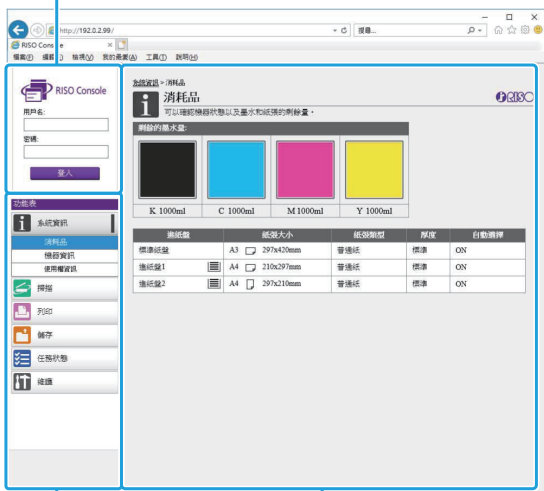 http://192.0.2.99/
搜尋...
RISO Console
檔案(F) 編輯(E) 檢視(V) 我的最愛(A) 工具(T) 說明(H)
RISO Console
用戶名:
密碼:
登入
功能表
系統資訊
消耗品
機器資訊
使用權資訊
掃描
列印
儲存
任務狀態
維護
系統資訊 > 消耗品
消耗品
可以確認機器狀態以及墨水和紙張的剩餘量。
RISO
剩餘的墨水量:
K 1000ml C 1000ml M 1000ml Y 1000ml
進紙盤 紙張大小 紙張類型 厚度 自動選擇
標準紙盤 A3 297x420mm 普通紙 標準 ON
進紙盤1 A4 210x297mm 普通紙 標準 ON
進紙盤2 A4 297x210mm 普通紙 標準 ON